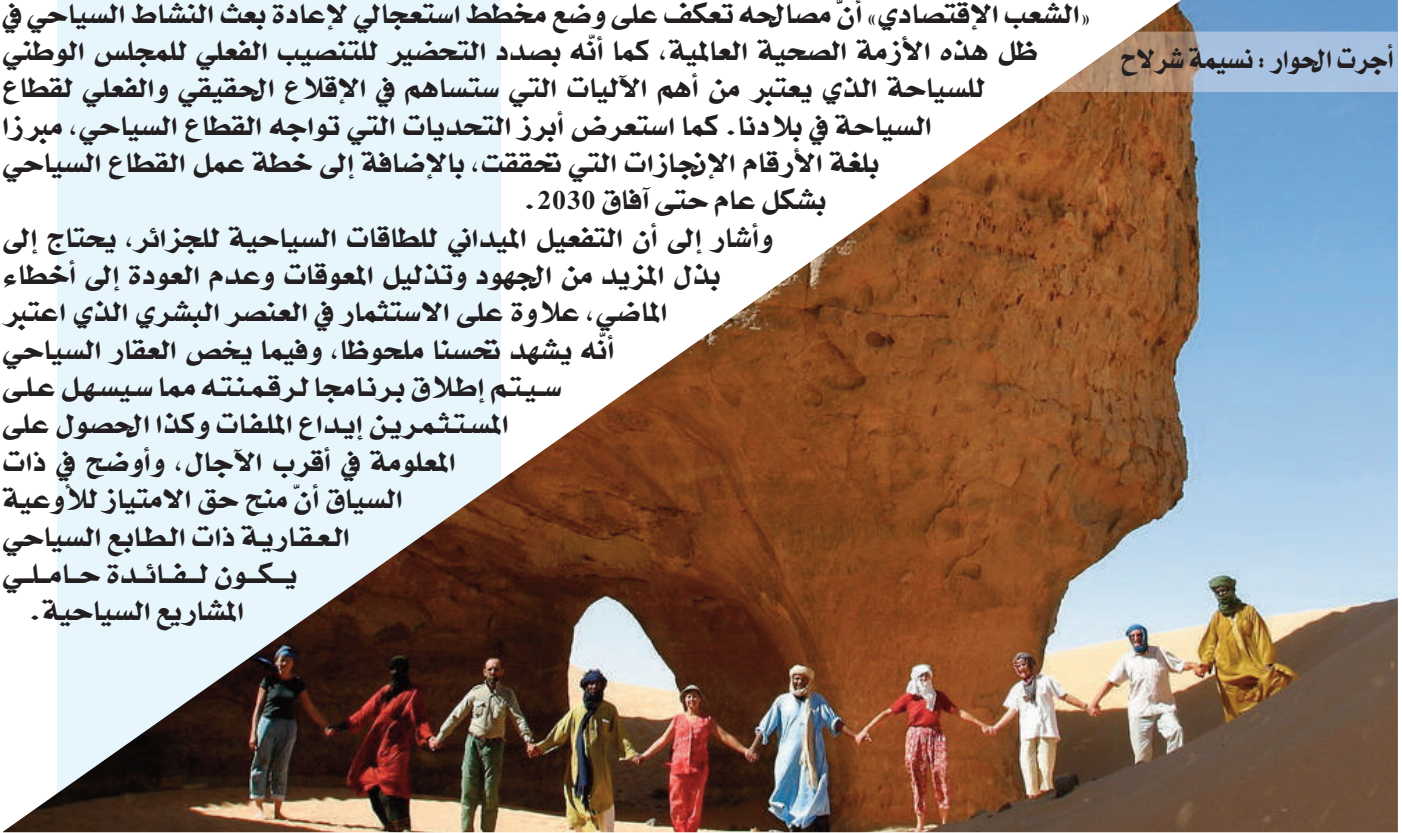 «الشعب الإقتصادي» أنّ مصالحه تعكف على وضع مخطط استعجالي لإعادة بعث النشاط السياحي في
ظل هذه الأزمة الصحية العالمية، كما أنّه بصدد التحضير للتنصيب الفعلي للمجلس الوطني
للسياحة الذي يعتبر من أهم الآليات التي ستساهم في الإقلاع الحقيقي والفعلي لقطاع
السياحة في بلادنا. كما استعرض أبرز التحديات التي تواجه القطاع السياحي، مبرزا
بلغة الأرقام الإنجازات التي تحققت، بالإضافة إلى خطة عمل القطاع السياحي
بشكل عام حتى آفاق 2030.
وأشار إلى أن التفعيل الميداني للطاقات السياحية للجزائر، يحتاج إلى
بذل المزيد من الجهود وتذليل المعوقات وعدم العودة إلى أخطاء
الماضي، علاوة على الاستثمار في العنصر البشري الذي اعتبر
أنّه يشهد تحسنا ملحوظا، وفيما يخص العقار السياحي
سيتم إطلاق برنامجا لرقمنته مما سيسهل على
المستثمرين إيداع الملفات وكذا الحصول على
المعلومة في أقرب الآجال، وأوضح في ذات
السياق أنّ منح حق الامتياز للأوعية
العقارية ذات الطابع السياحي
يكون لفائدة حاملي
المشاريع السياحية.
أجرت الحوار : نسيمة شرلاح